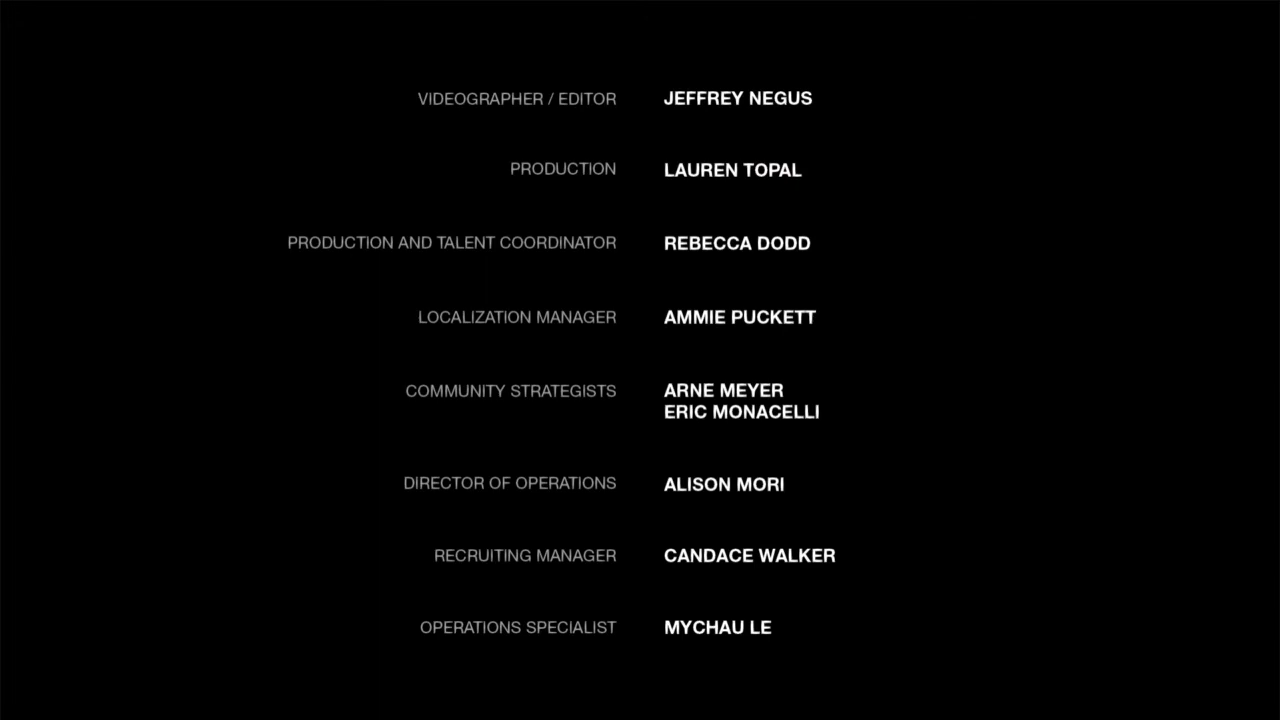 VIDEOGRAPHER / EDITOR JEFFREY NEGUS
PRODUCTION LAUREN TOPAL
PRODUCTION AND TALENT COORDINATOR REBECCA DODD
LOCALIZATION MANAGER AMMIE PUCKETT
COMMUNITY STRATEGISTS ARNE MEYER
ERIC MONACELLI
DIRECTOR OF OPERATIONS ALISON MORI
RECRUITING MANAGER CANDACE WALKER
OPERATIONS SPECIALIST MYCHAU LE